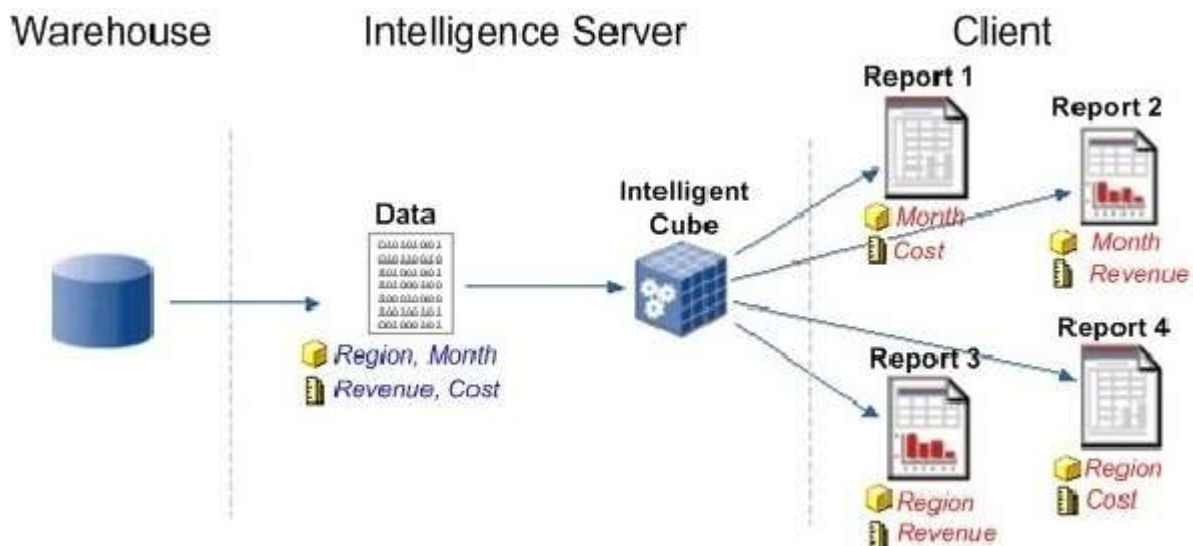 Warehouse
Intelligence Server
Client
Data
Region, Month
Revenue, Cost
Intelligent
Cube
Report 1
Month
Cost
Report 2
Month
Revenue
Report 3
Region
Revenue
Report 4
Region
Cost